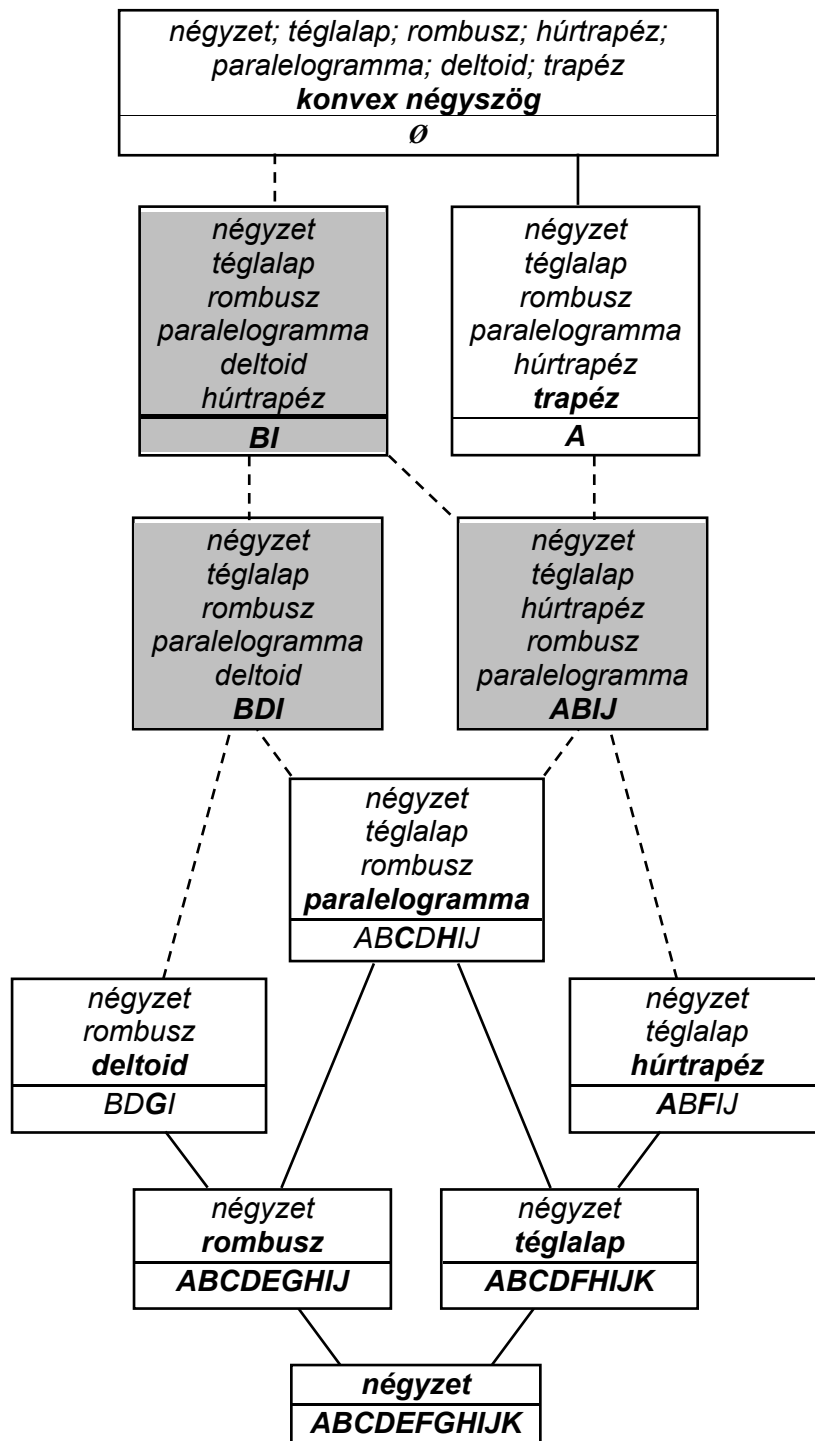 négyzet; téglalap; rombusz; húrtrapéz;
paralelogramma; deltoid; trapéz
konvex négyszög
Ø
négyzet
téglalap
rombusz
paralelogramma
deltoid
húrtrapéz
BI
négyzet
téglalap
rombusz
paralelogramma
húrtrapéz
trapéz
A
négyzet
téglalap
rombusz
paralelogramma
deltoid
BDI
négyzet
téglalap
húrtrapéz
rombusz
paralelogramma
ABIJ
négyzet
téglalap
rombusz
paralelogramma
ABCDHIJ
négyzet
rombusz
deltoid
BDGI
négyzet
téglalap
húrtrapéz
ABFIJ
négyzet
rombusz
ABCDEGHIJ
négyzet
téglalap
ABCDFHIJK
négyzet
ABCDEFGHIJK